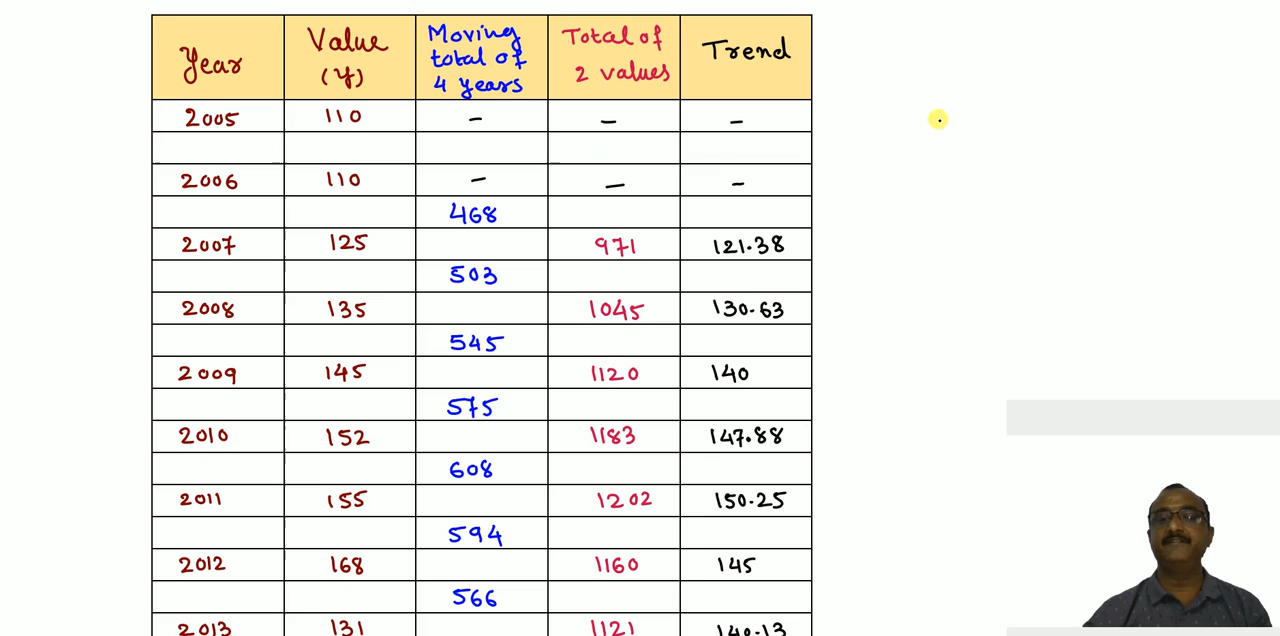 Year Value (Y) Moving total of 4 years Total of 2 values Trend
2005 110 - - -
2006 110 - - -
468
2007 125 971 121.38
503
2008 135 1045 130.63
545
2009 145 1120 140
575
2010 152 1183 147.88
608
2011 155 1202 150.25
594
2012 168 1160 145
566
2013 131 1121 140.13